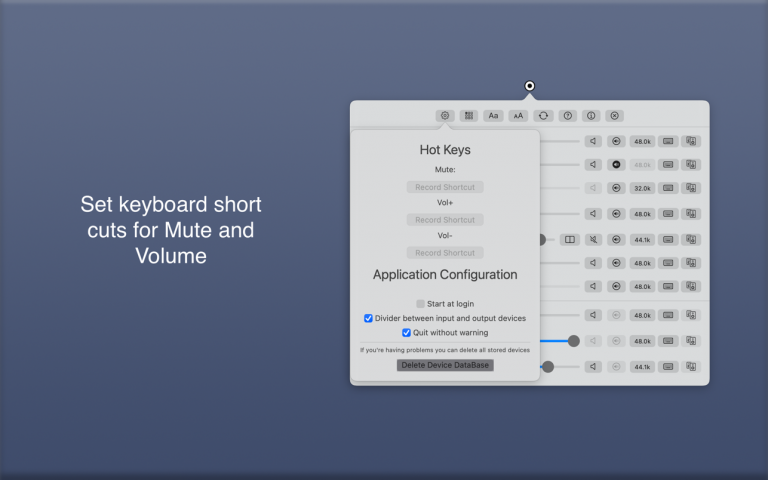 Set keyboard short
cuts for Mute and
Volume
Aa
AA
Hot Keys
Mute:
Record Shortcut
Vol+
Record Shortcut
Vol-
Record Shortcut
Application Configuration
Start at login
Divider between input and output devices
Quit without warning
If you're having problems you can delete all stored devices
Delete Device DataBase
48.0k
48.0k
32.0k
48.0k
44.1k
48.0k
48.0k
48.0k
48.0k
44.1k